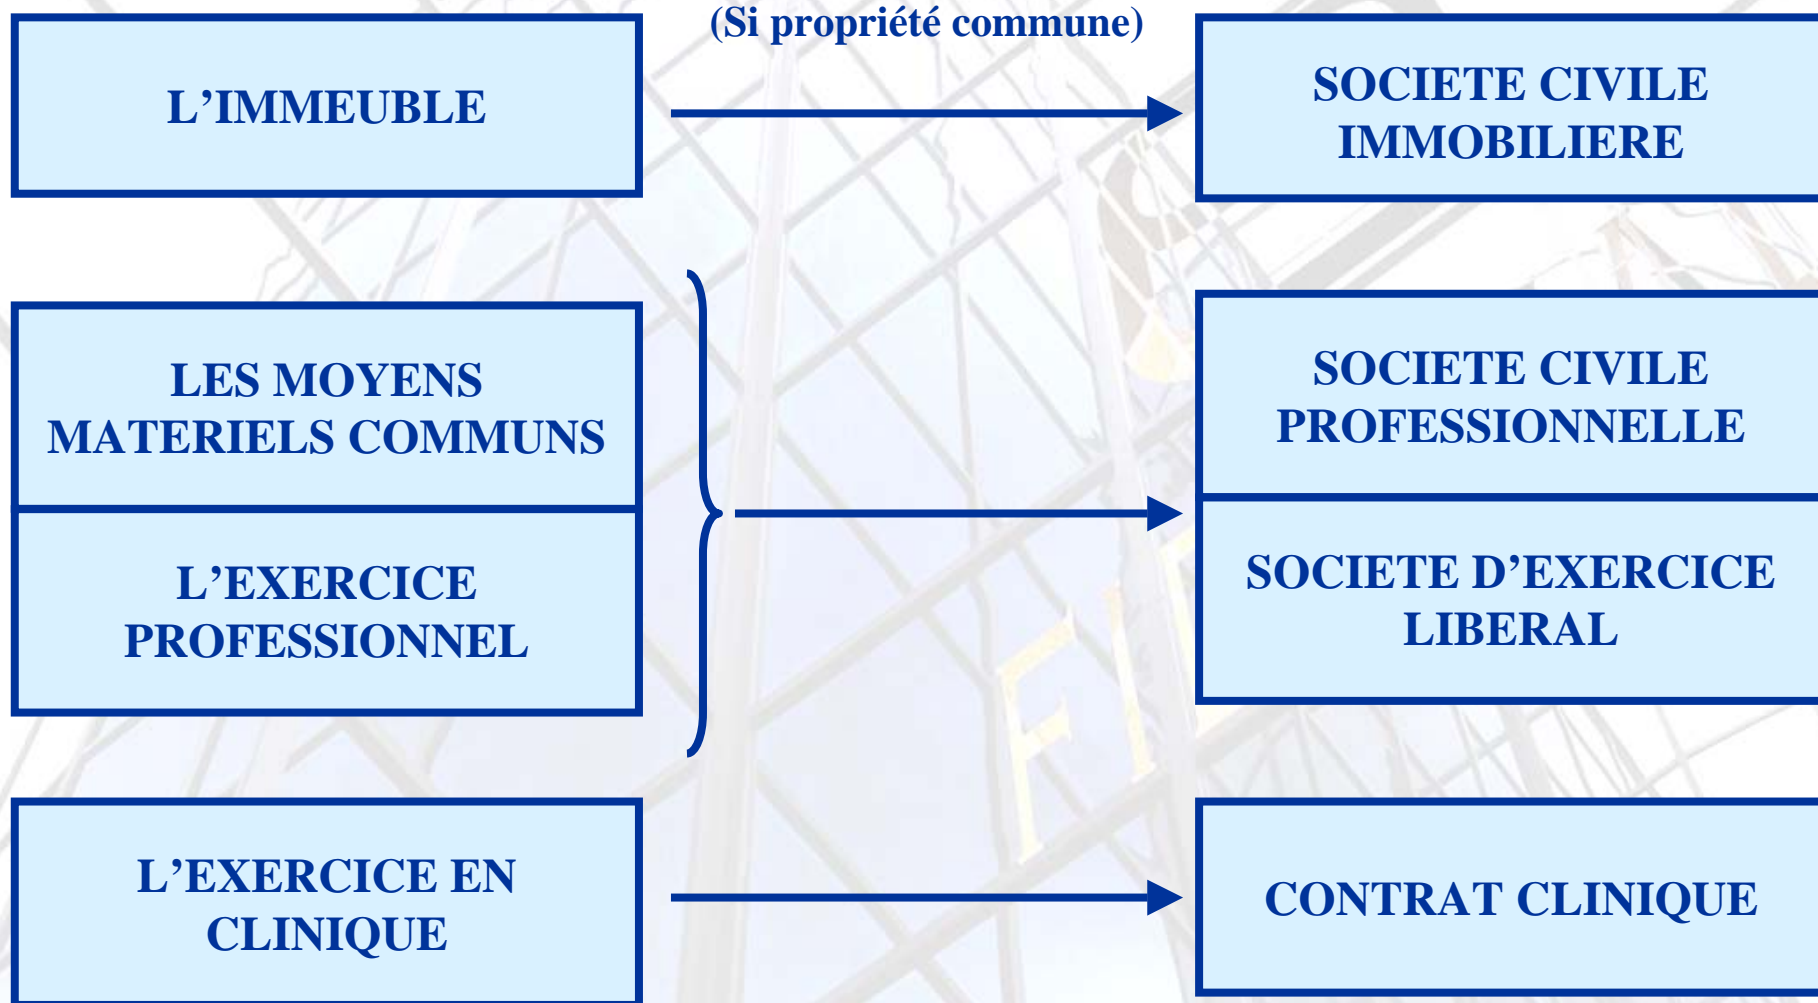 (Si propriété commune)
L’IMMEUBLE
SOCIETE CIVILE
IMMOBILIERE
LES MOYENS
MATERIELS COMMUNS
L’EXERCICE
PROFESSIONNEL
SOCIETE CIVILE
PROFESSIONNELLE
SOCIETE D’EXERCICE
LIBERAL
L’EXERCICE EN
CLINIQUE
CONTRAT CLINIQUE